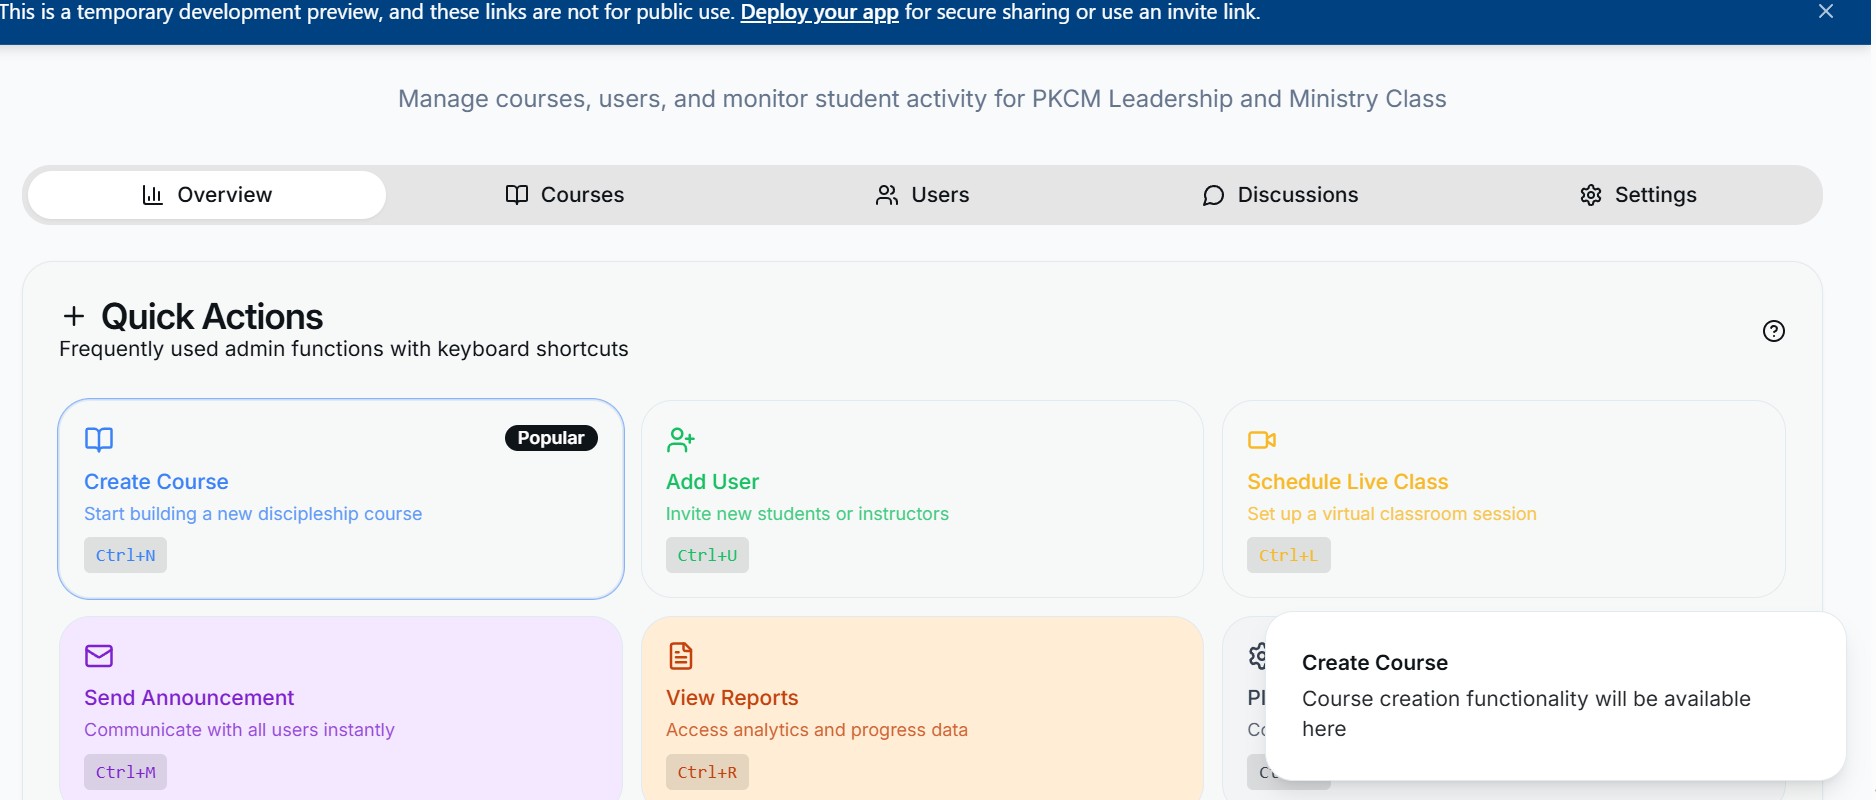 This is a temporary development preview, and these links are not for public use. Deploy your app for secure sharing or use an invite link.
Manage courses, users, and monitor student activity for PKCM Leadership and Ministry Class
Overview
Courses
Users
Discussions
Settings
Quick Actions
Frequently used admin functions with keyboard shortcuts
Popular
Create Course
Start building a new discipleship course
Ctrl+N
Add User
Invite new students or instructors
Ctrl+U
Schedule Live Class
Set up a virtual classroom session
Ctrl+L
Send Announcement
Communicate with all users instantly
Ctrl+M
View Reports
Access analytics and progress data
Ctrl+R
Create Course
Course creation functionality will be available
here